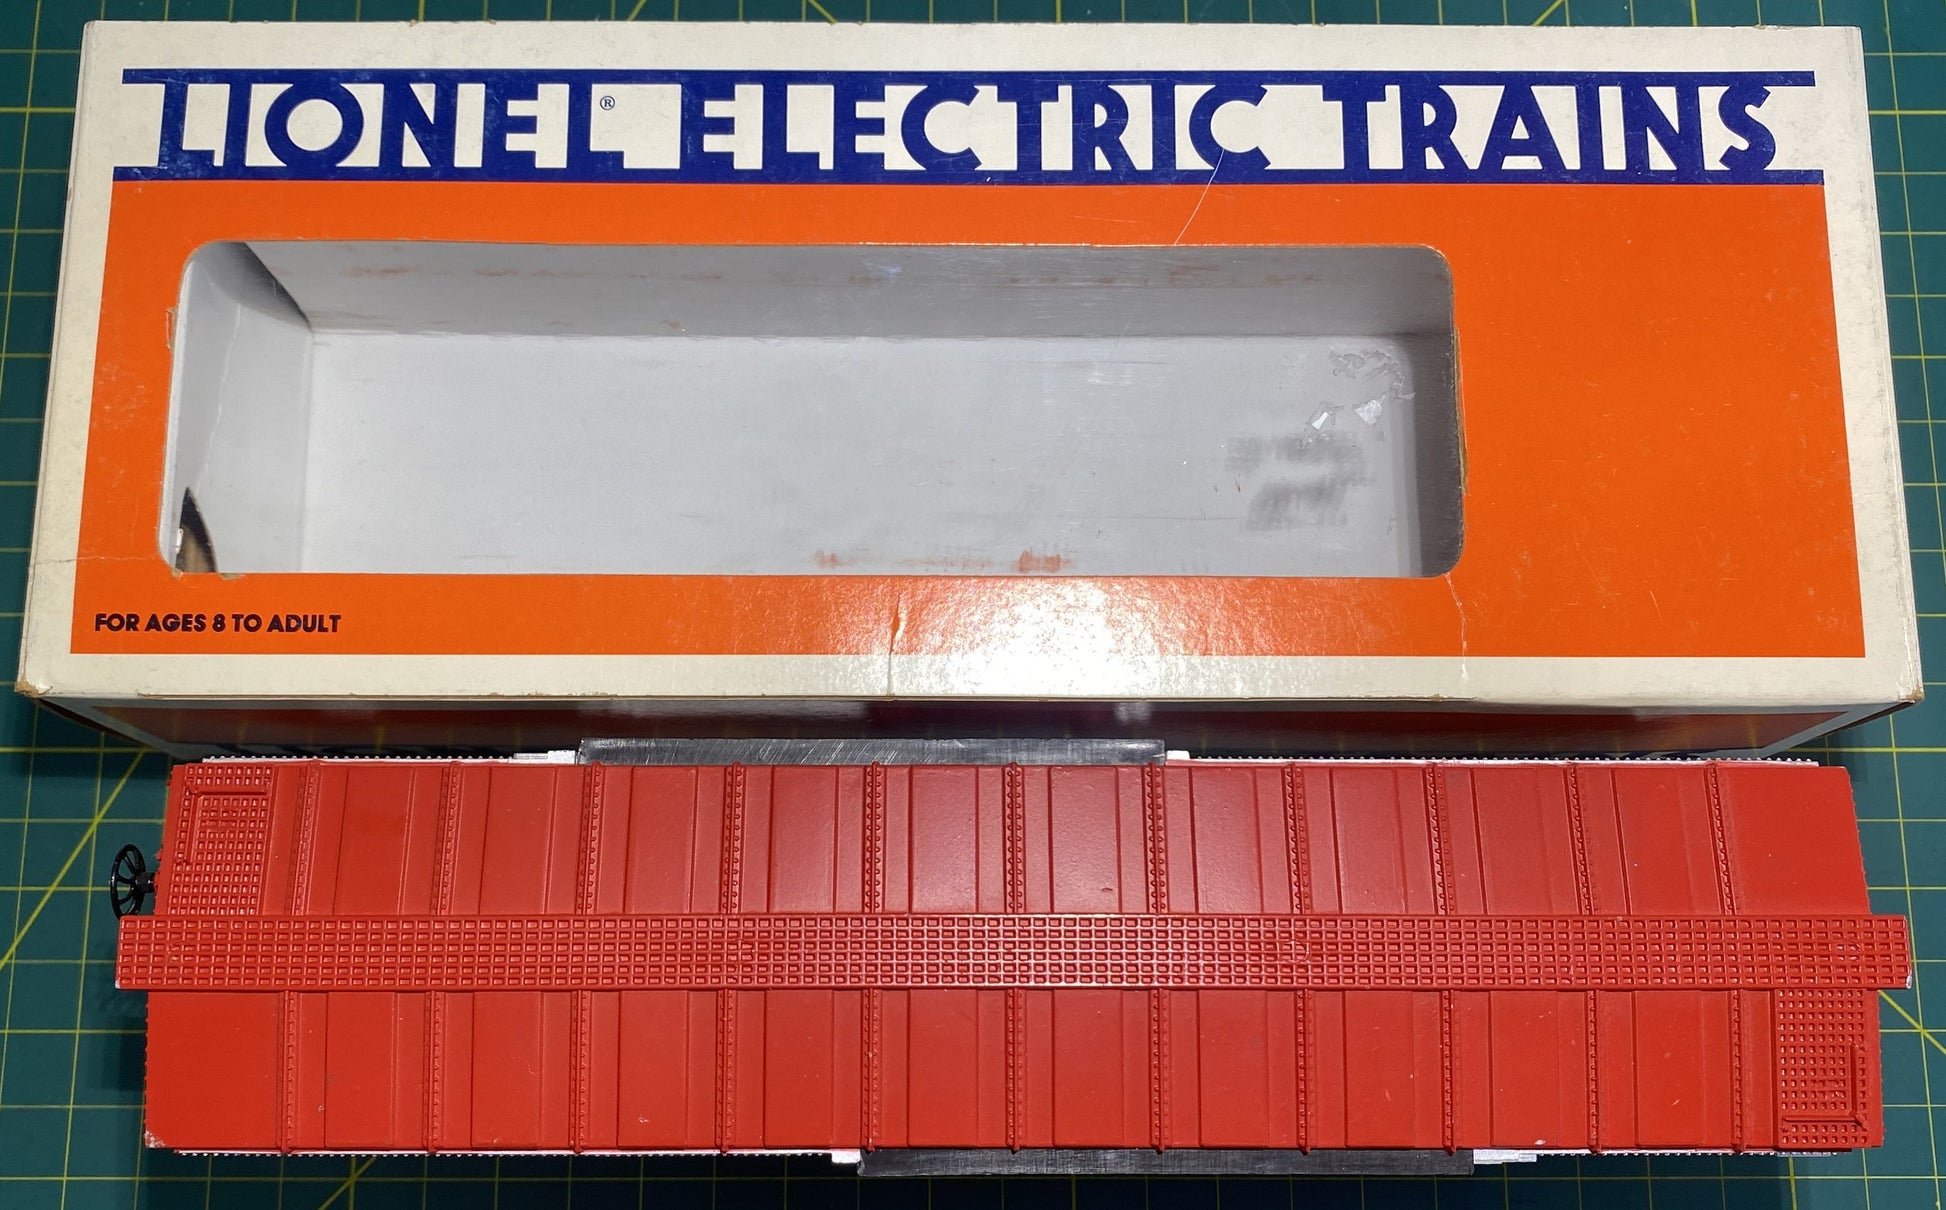 LIONEL® ELECTRIC TRAINS
FOR AGES 8 TO ADULT